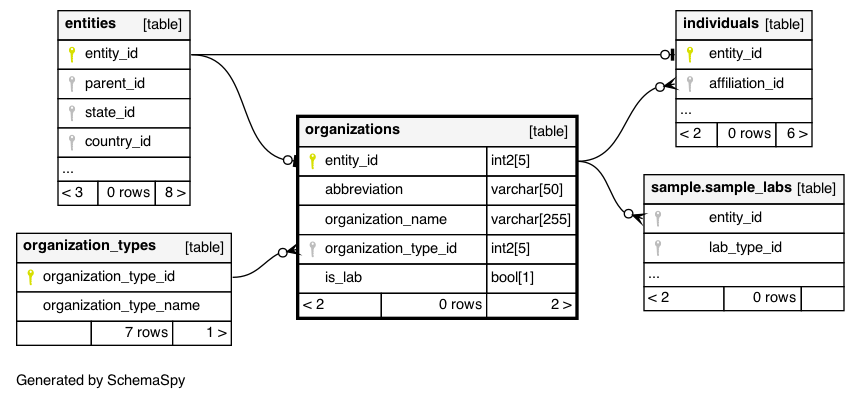 entities [table]
entity_id
parent_id
state_id
country_id
...
< 3 0 rows 8 >
organization_types [table]
organization_type_id
organization_type_name
7 rows 1 >
organizations [table]
entity_id int2[5]
abbreviation varchar[50]
organization_name varchar[255]
organization_type_id int2[5]
is_lab bool[1]
< 2 0 rows 2 >
individuals [table]
entity_id
affiliation_id
...
< 2 0 rows 6 >
sample.sample_labs [table]
entity_id
lab_type_id
...
< 2 0 rows
Generated by SchemaSpy